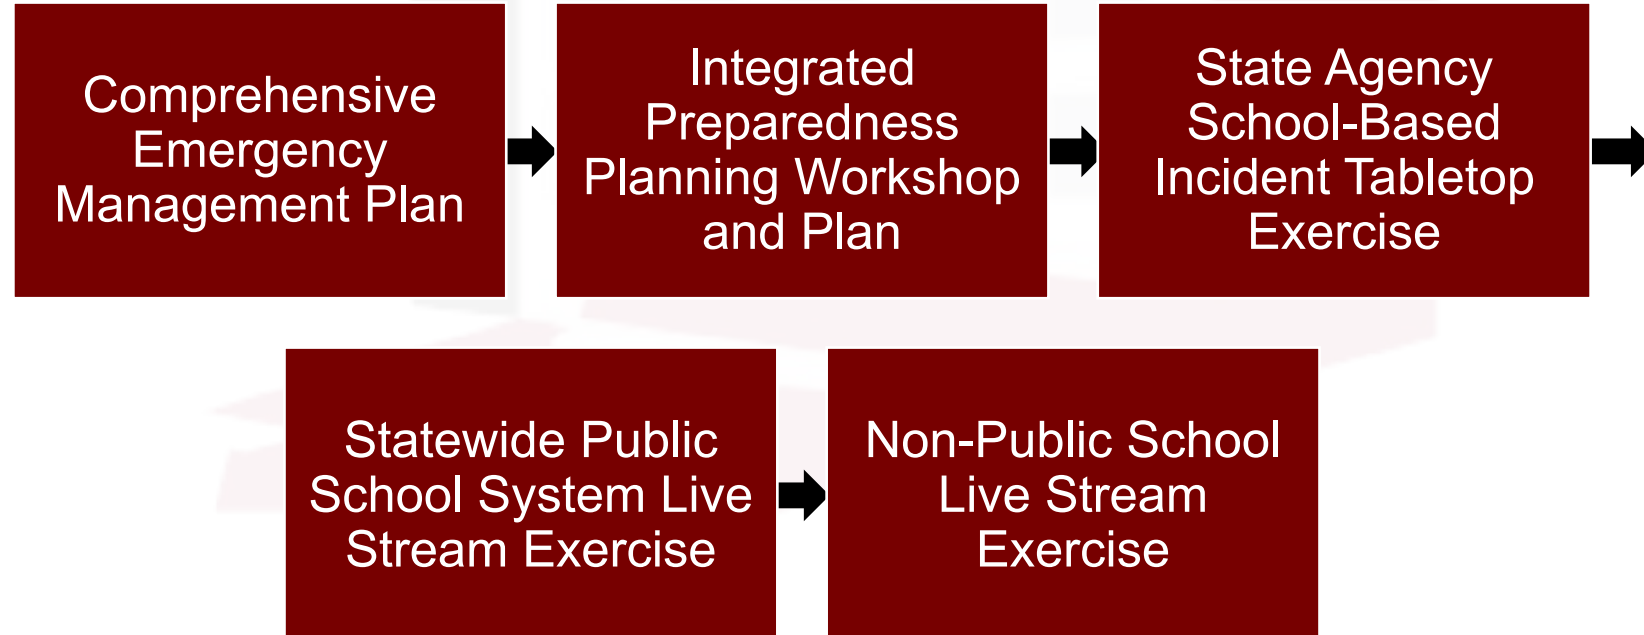 Comprehensive
Emergency
Management Plan
Integrated
Preparedness
Planning Workshop
and Plan
State Agency
School-Based
Incident Tabletop
Exercise
Statewide Public
School System Live
Stream Exercise
Non-Public School
Live Stream
Exercise